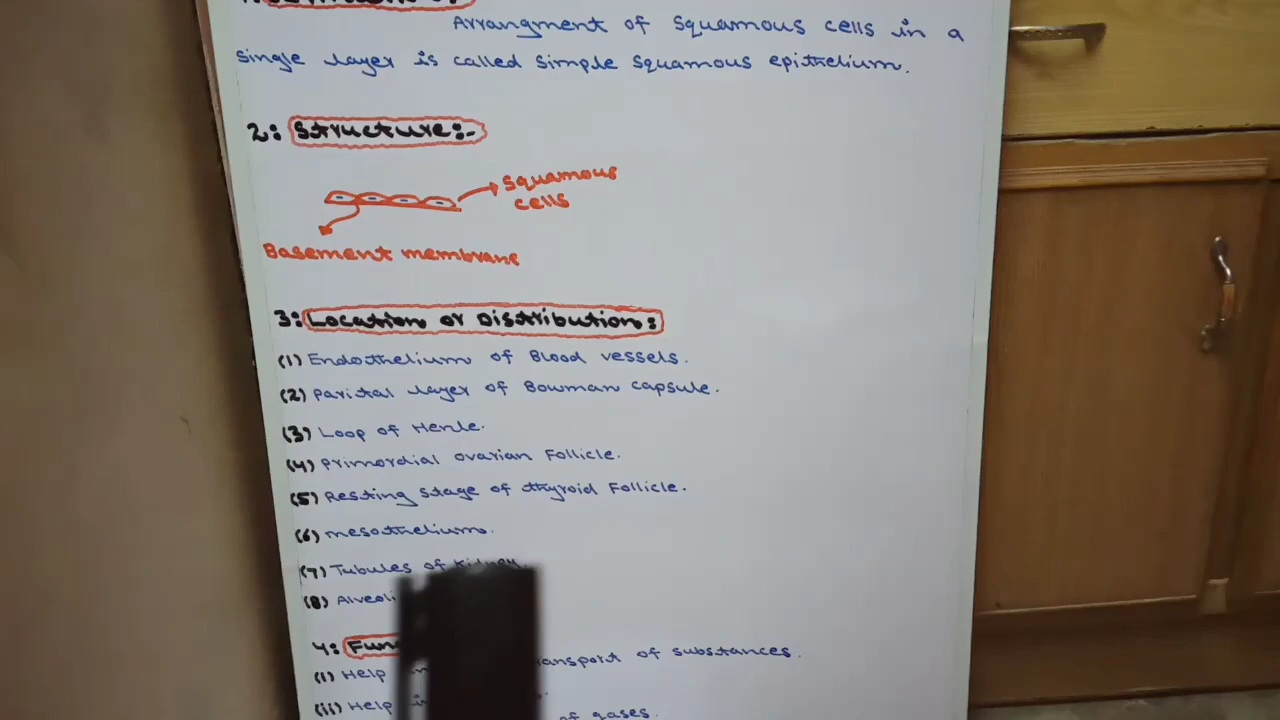 Arrangment of squamous cells in a
single layer is called simple squamous epithelium.
2: Structure:-
squamous
cells
Basement membrane
3: Location or Distribution:
(1) Endothelium of Blood vessels.
(2) Parital layer of Bowman capsule.
(3) Loop of Henle.
(4) Primordial ovarian Follicle.
(5) Resting stage of thyroid Follicle.
(6) mesothelium.
(7) Tubules of Kidney.
(8) Alveoli
4:
(i) Help of substances.
(ii) Help of gases.